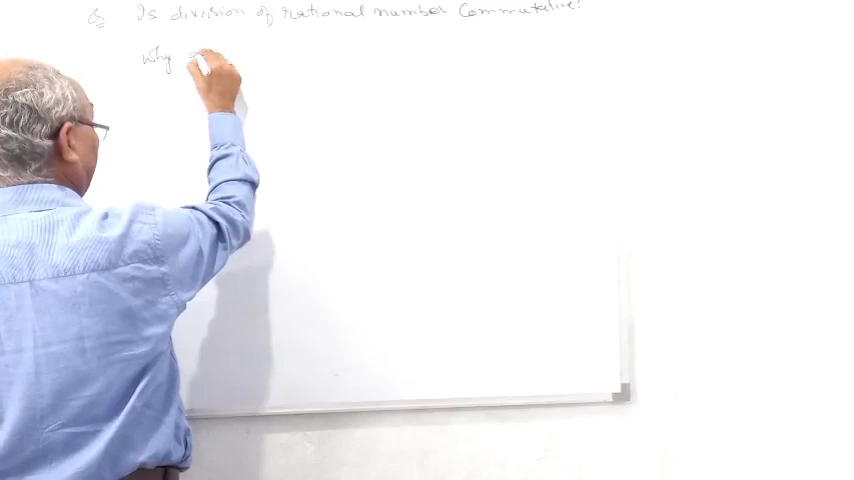 Q Is division of rational number Commutative?
Why